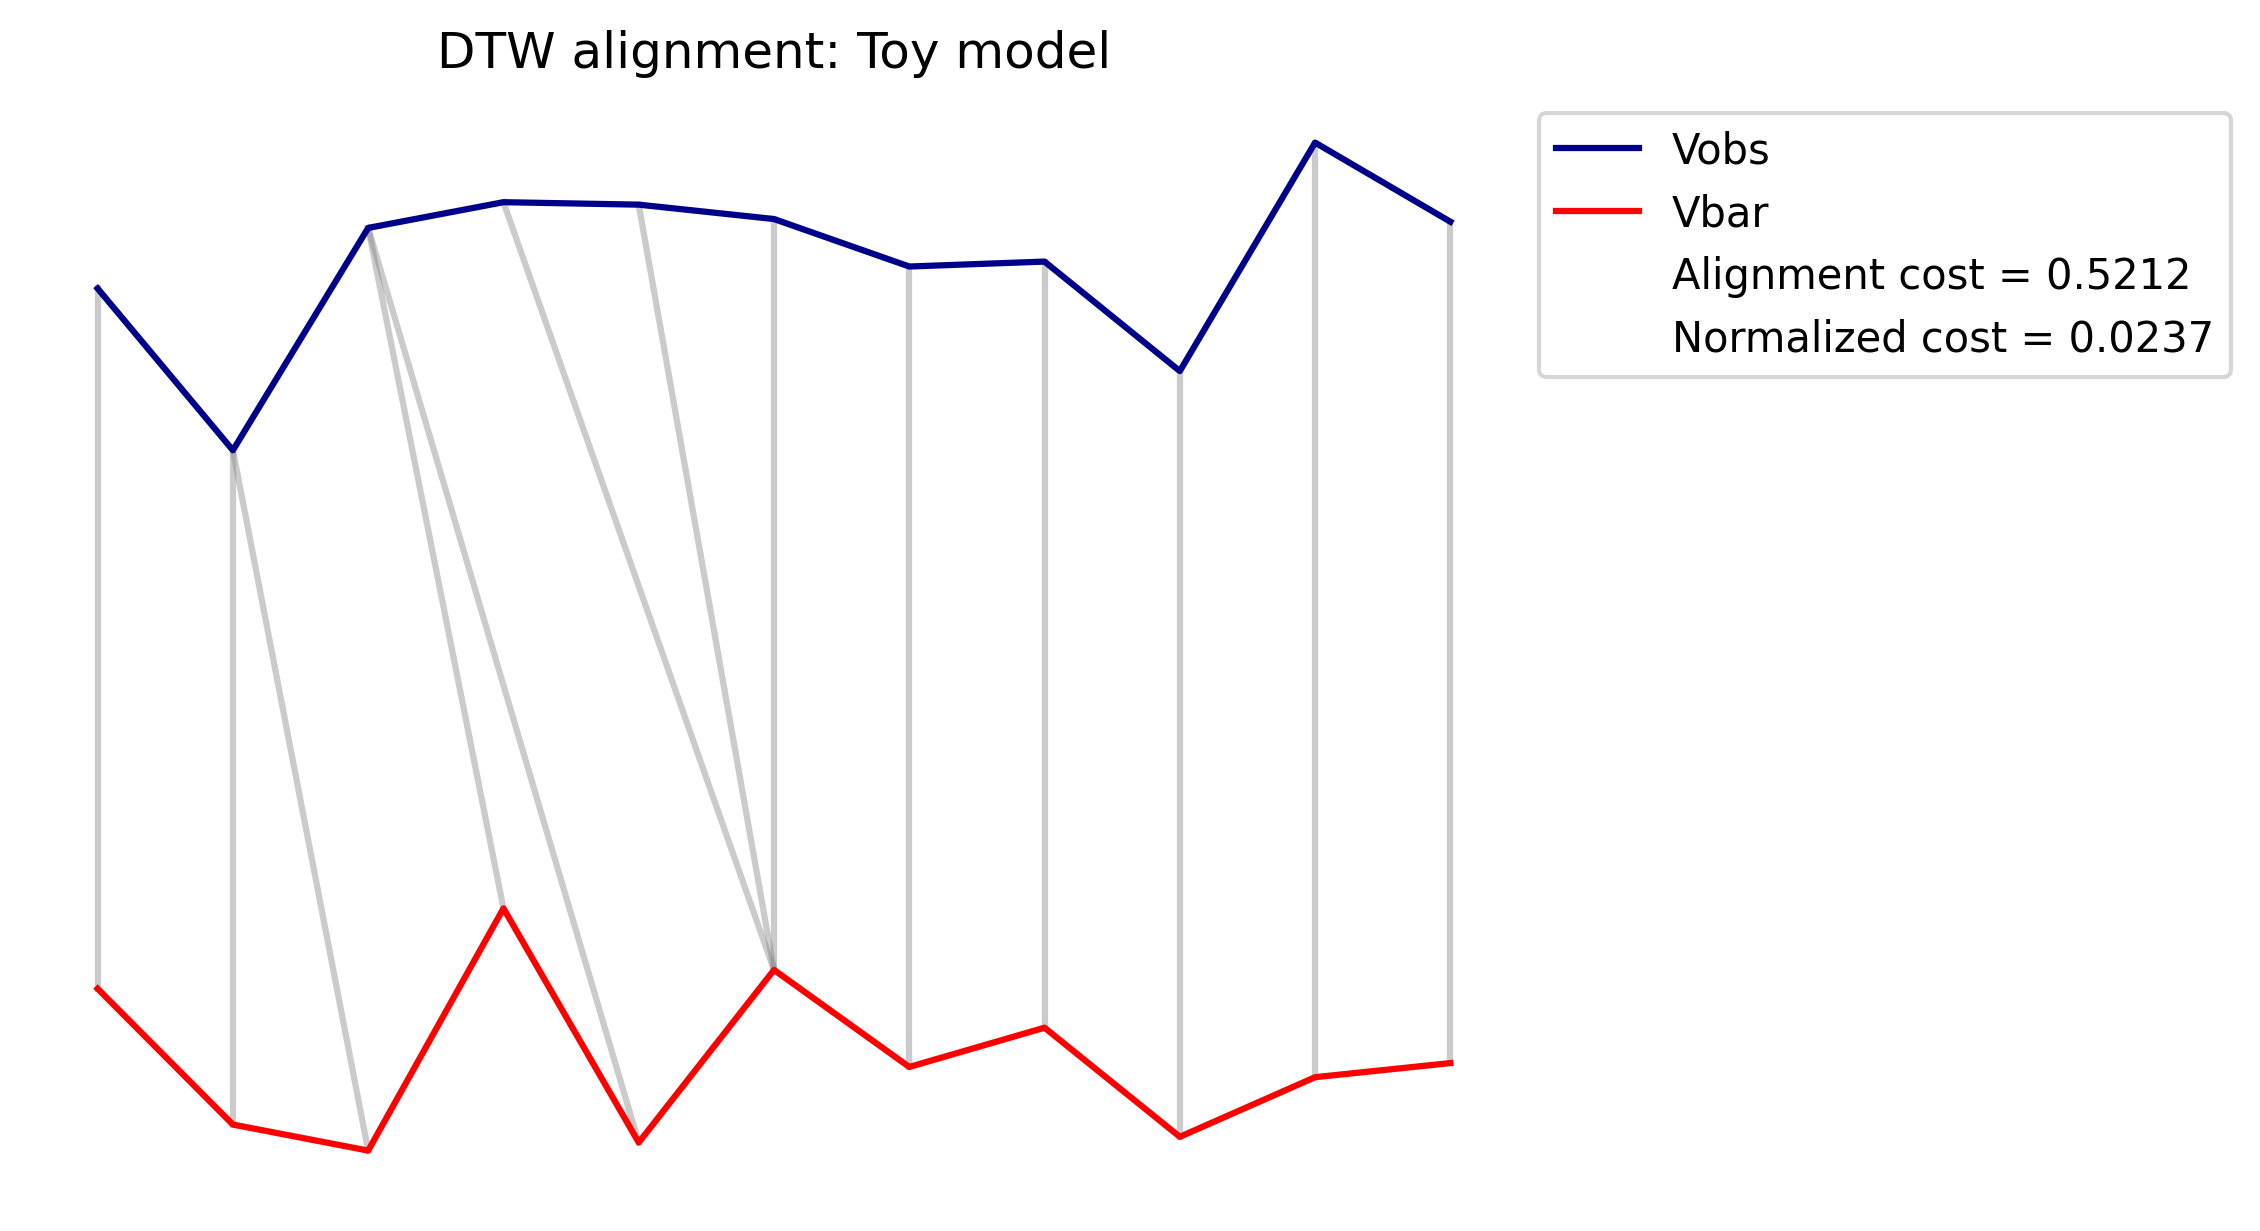 DTW alignment: Toy model
Vobs
Vbar
Alignment cost = 0.5212
Normalized cost = 0.0237